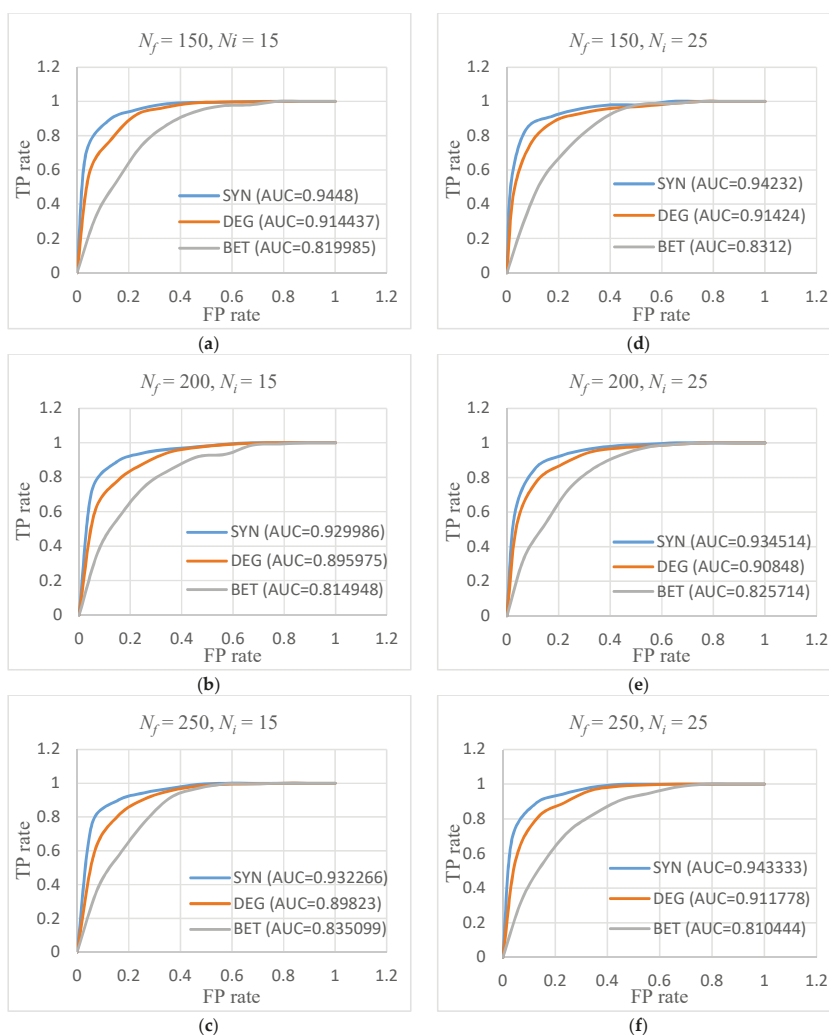 N_f = 150, Ni = 15
1.2
1
0.8
0.6
0.4
0.2
0
TP rate
SYN (AUC=0.9448)
DEG (AUC=0.914437)
BET (AUC=0.819985)
0 0.2 0.4 0.6 0.8 1 1.2
FP rate
(a)
N_f = 150, N_i = 25
1.2
1
0.8
0.6
0.4
0.2
0
TP rate
SYN (AUC=0.94232)
DEG (AUC=0.91424)
BET (AUC=0.8312)
0 0.2 0.4 0.6 0.8 1 1.2
FP rate
(d)
N_f = 200, N_i = 15
1.2
1
0.8
0.6
0.4
0.2
0
TP rate
SYN (AUC=0.929986)
DEG (AUC=0.895975)
BET (AUC=0.814948)
0 0.2 0.4 0.6 0.8 1 1.2
FP rate
(b)
N_f = 200, N_i = 25
1.2
1
0.8
0.6
0.4
0.2
0
TP rate
SYN (AUC=0.934514)
DEG (AUC=0.90848)
BET (AUC=0.825714)
0 0.2 0.4 0.6 0.8 1 1.2
FP rate
(e)
N_f = 250, N_i = 15
1.2
1
0.8
0.6
0.4
0.2
0
TP rate
SYN (AUC=0.932266)
DEG (AUC=0.89823)
BET (AUC=0.835099)
0 0.2 0.4 0.6 0.8 1 1.2
FP rate
(c)
N_f = 250, N_i = 25
1.2
1
0.8
0.6
0.4
0.2
0
TP rate
SYN (AUC=0.943333)
DEG (AUC=0.911778)
BET (AUC=0.810444)
0 0.2 0.4 0.6 0.8 1 1.2
FP rate
(f)